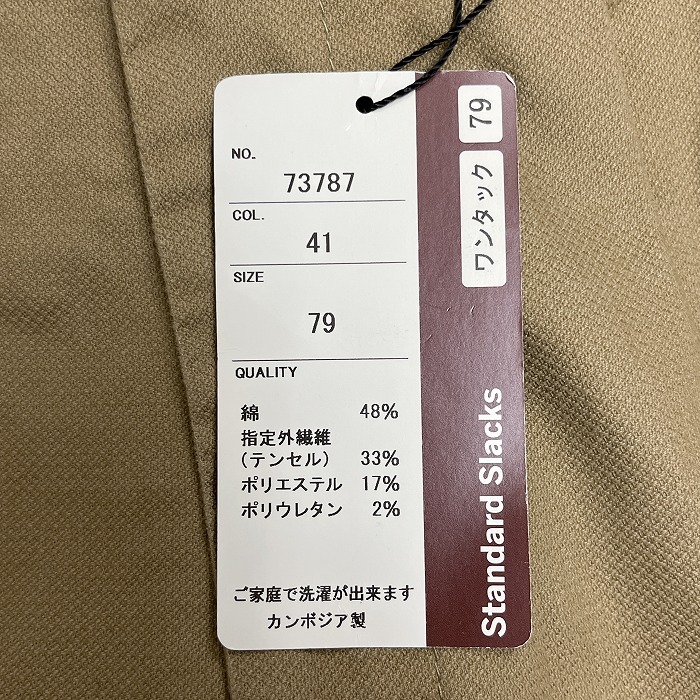 NO.
73787
COL.
41
SIZE
79
QUALITY
綿 48%
指定外繊維
(テンセル) 33%
ポリエステル 17%
ポリウレタン 2%
ご家庭で洗濯が出来ます
カンボジア製
Standard Slacks
ワンタック
79